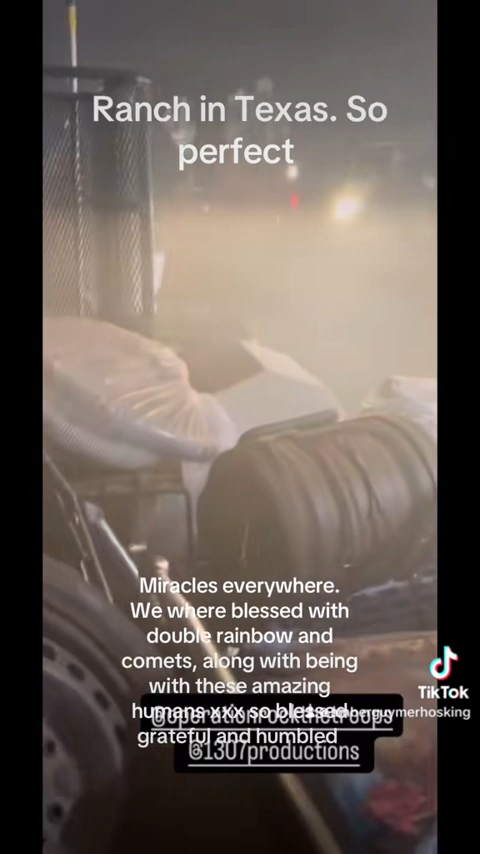 Ranch in Texas. So
perfect
Miracles everywhere.
We where blessed with
double rainbow and
comets, along with being
with these amazing
humans xxx so blessed
@operationrockthetroops
grateful and humbled
@1307productions
TikTok